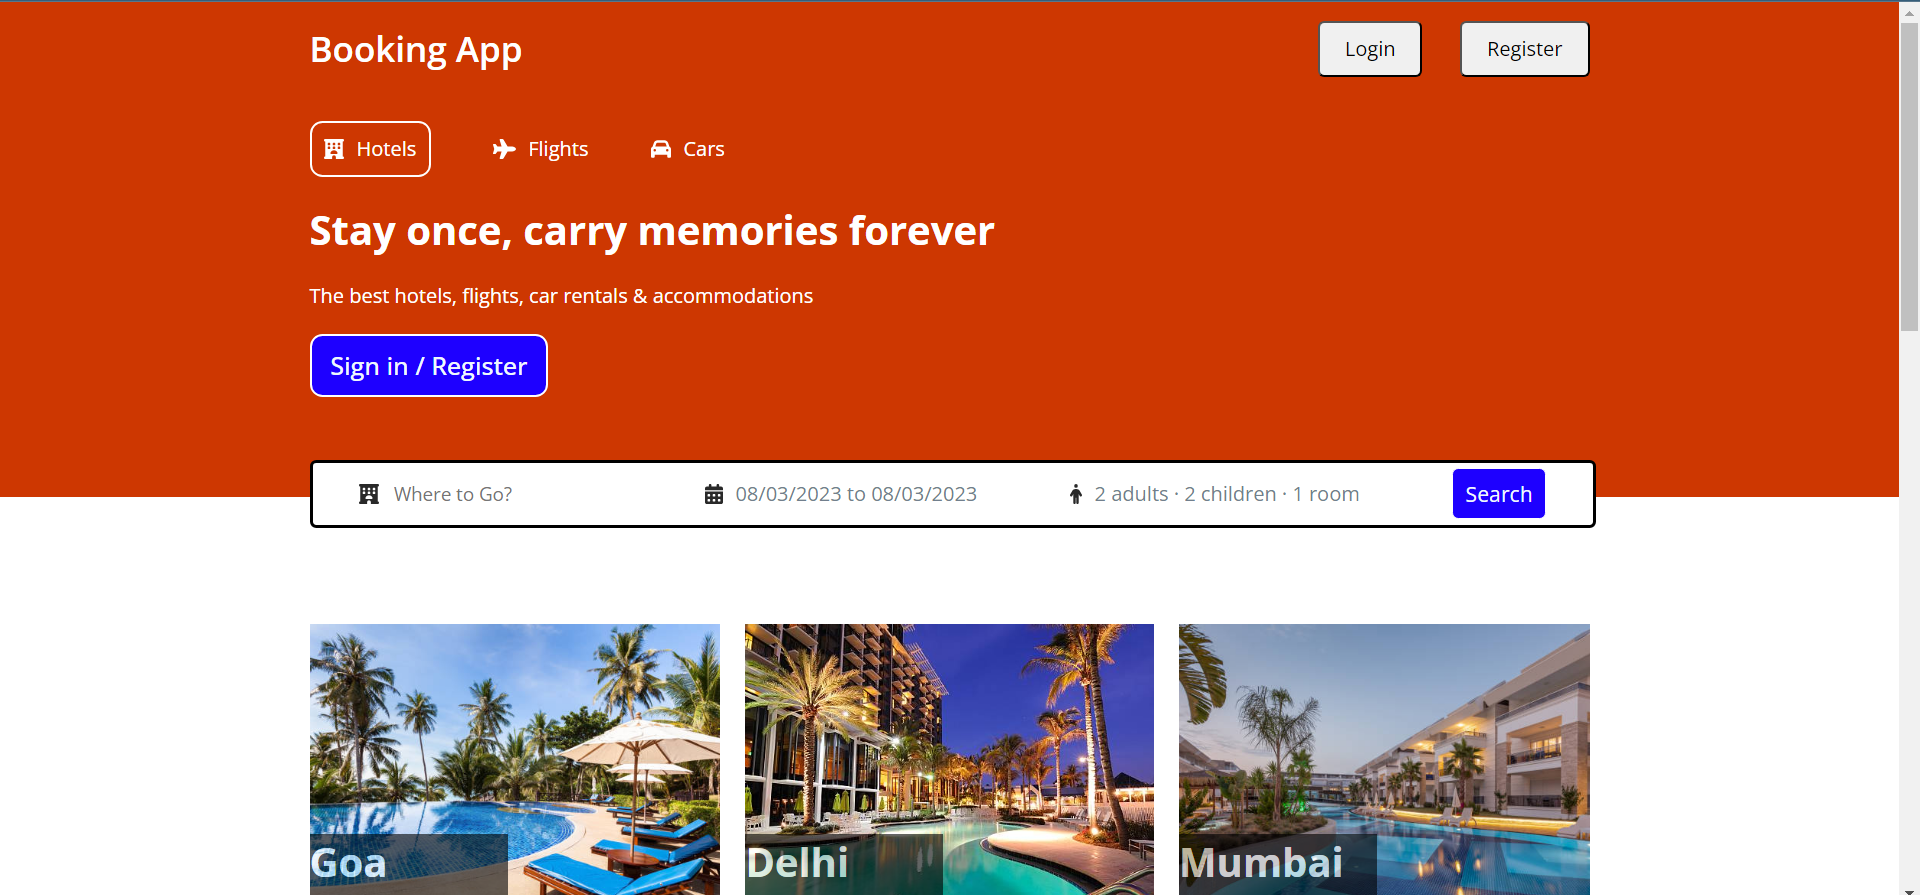 Booking App
Login
Register
Hotels
Flights
Cars
Stay once, carry memories forever
The best hotels, flights, car rentals & accommodations
Sign in / Register
Where to Go?
08/03/2023 to 08/03/2023
2 adults · 2 children · 1 room
Search
Goa
Delhi
Mumbai